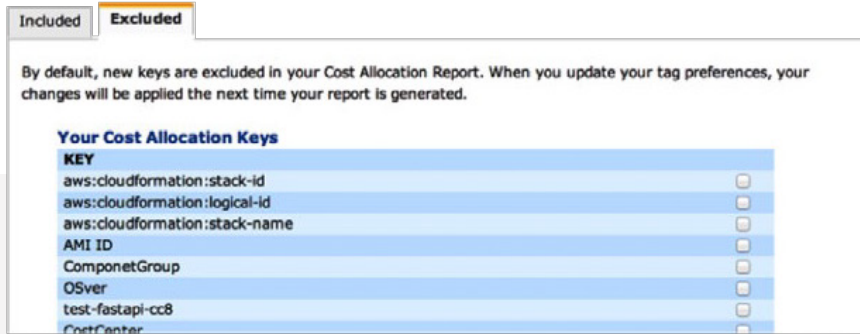 Included Excluded
By default, new keys are excluded in your Cost Allocation Report. When you update your tag preferences, your
changes will be applied the next time your report is generated.
Your Cost Allocation Keys
KEY
aws:cloudformation:stack-id
aws:cloudformation:logical-id
aws:cloudformation:stack-name
AMI ID
ComponetGroup
OSver
test-fastapi-cc8
CostCenter